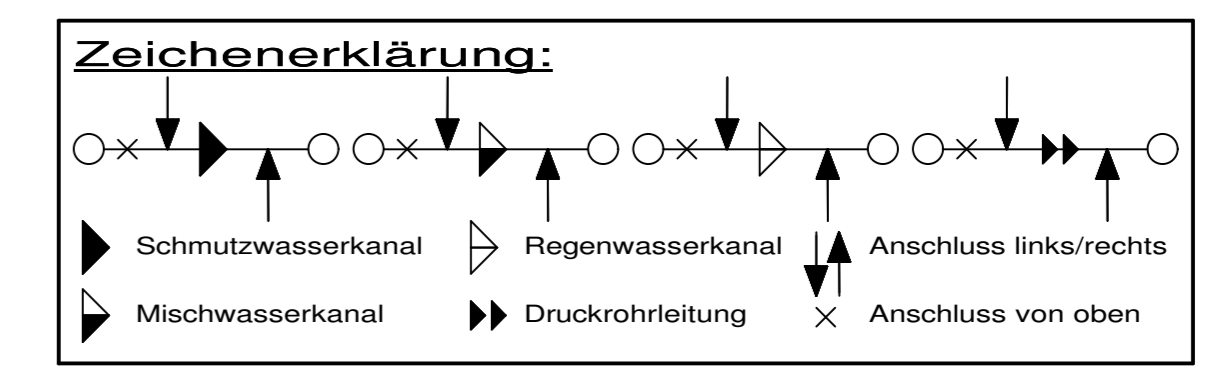 Zeichenerklärung:
Schmutzwasserkanal
Regenwasserkanal
Anschluss links/rechts
Mischwasserkanal
Druckrohrleitung
Anschluss von oben